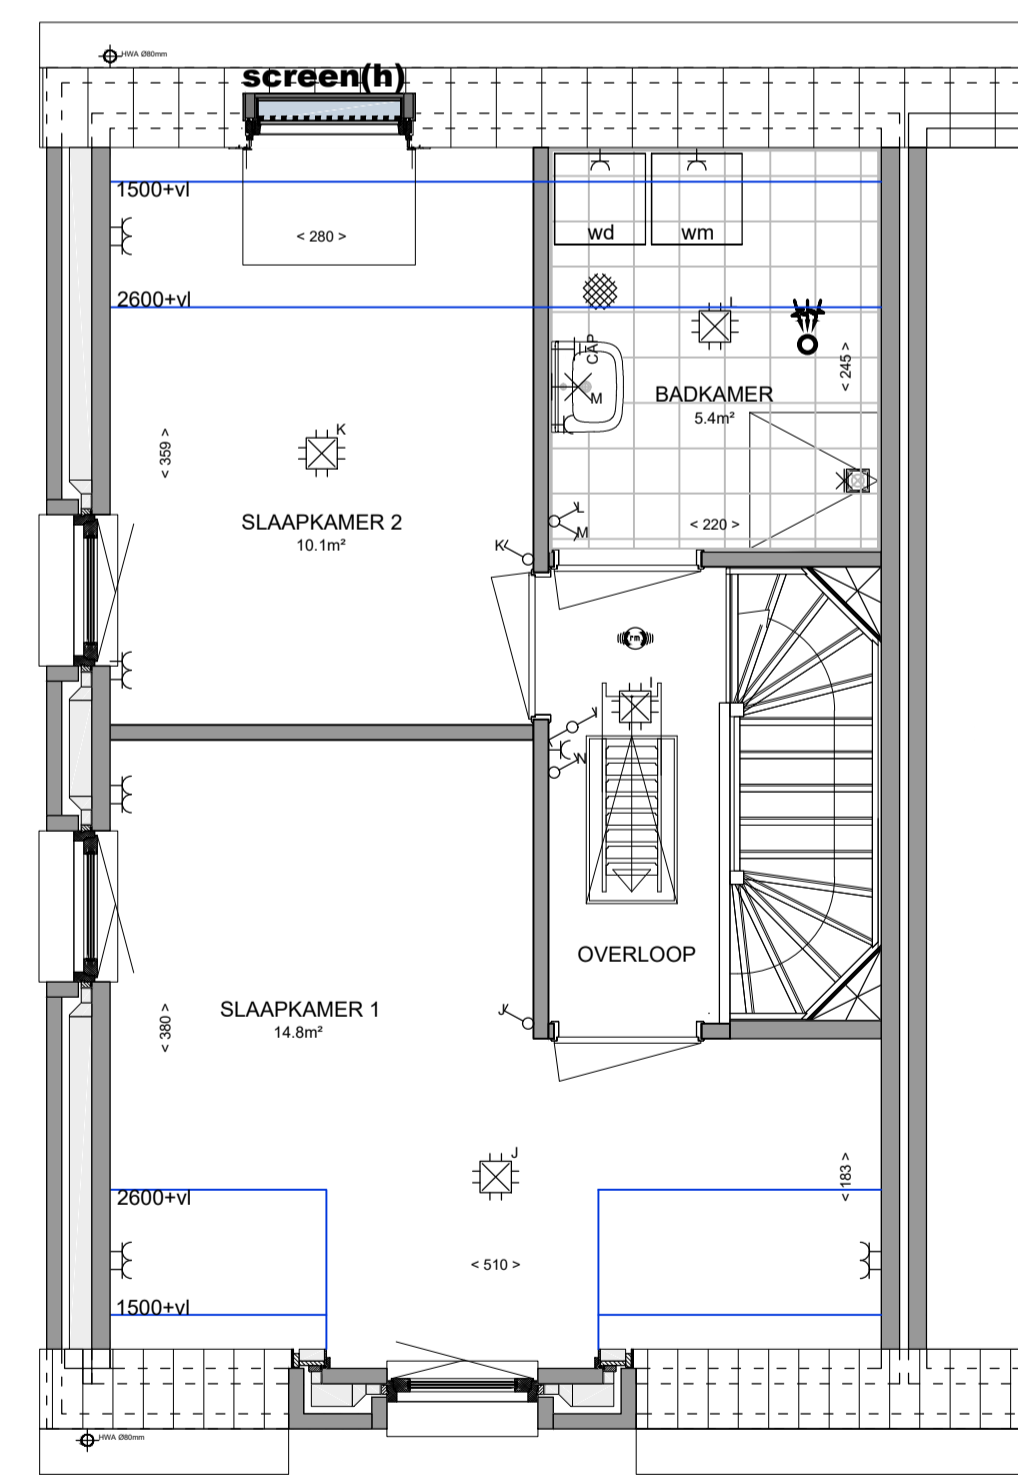 HWA Ø80mm
screen(h)
1500+vl
< 280 >
wd
wm
2600+vl
L
CAP
< 245 >
BADKAMER
5.4m²
M
K
< 359 >
SLAAPKAMER 2
10.1m²
L
M
< 220 >
K
rm
I
N
OVERLOOP
SLAAPKAMER 1
14.8m²
J
< 380 >
J
< 183 >
2600+vl
< 510 >
1500+vl
HWA Ø80mm